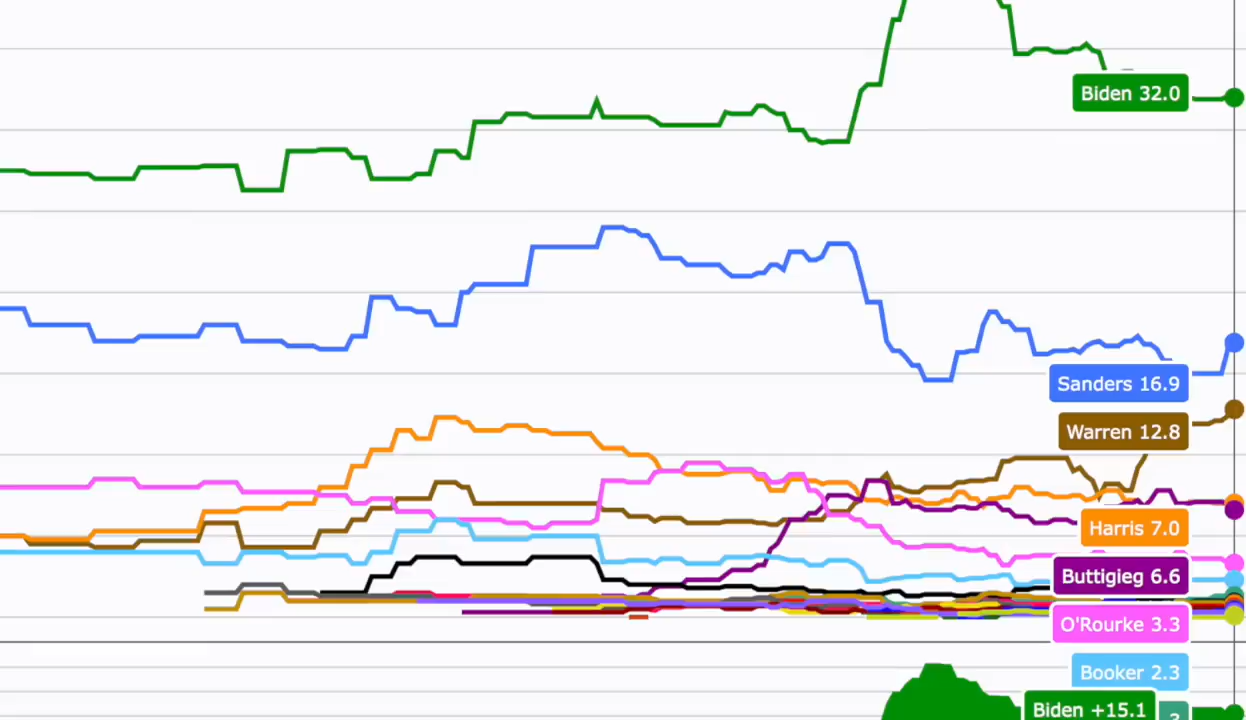 Biden 32.0
Sanders 16.9
Warren 12.8
Harris 7.0
Buttigieg 6.6
O'Rourke 3.3
Booker 2.3
Biden +15.1